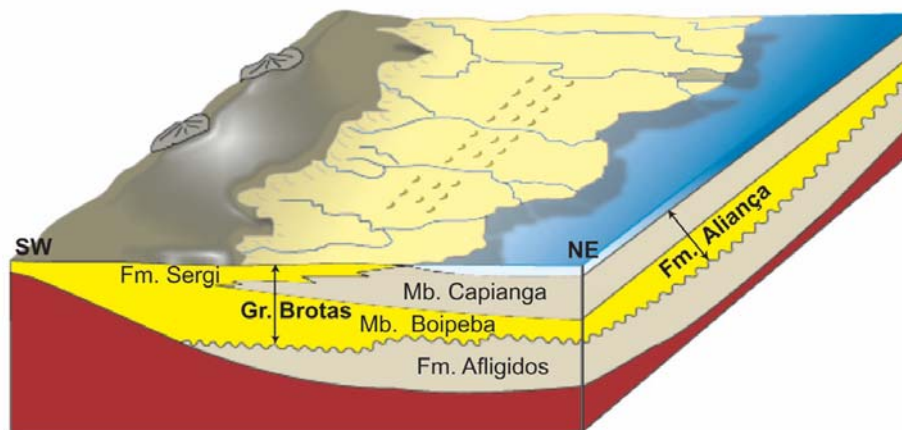 SW
NE
Fm. Sergi
Fm. Aliança
Mb. Capianga
Gr. Brotas
Mb. Boipeba
Fm. Afligidos